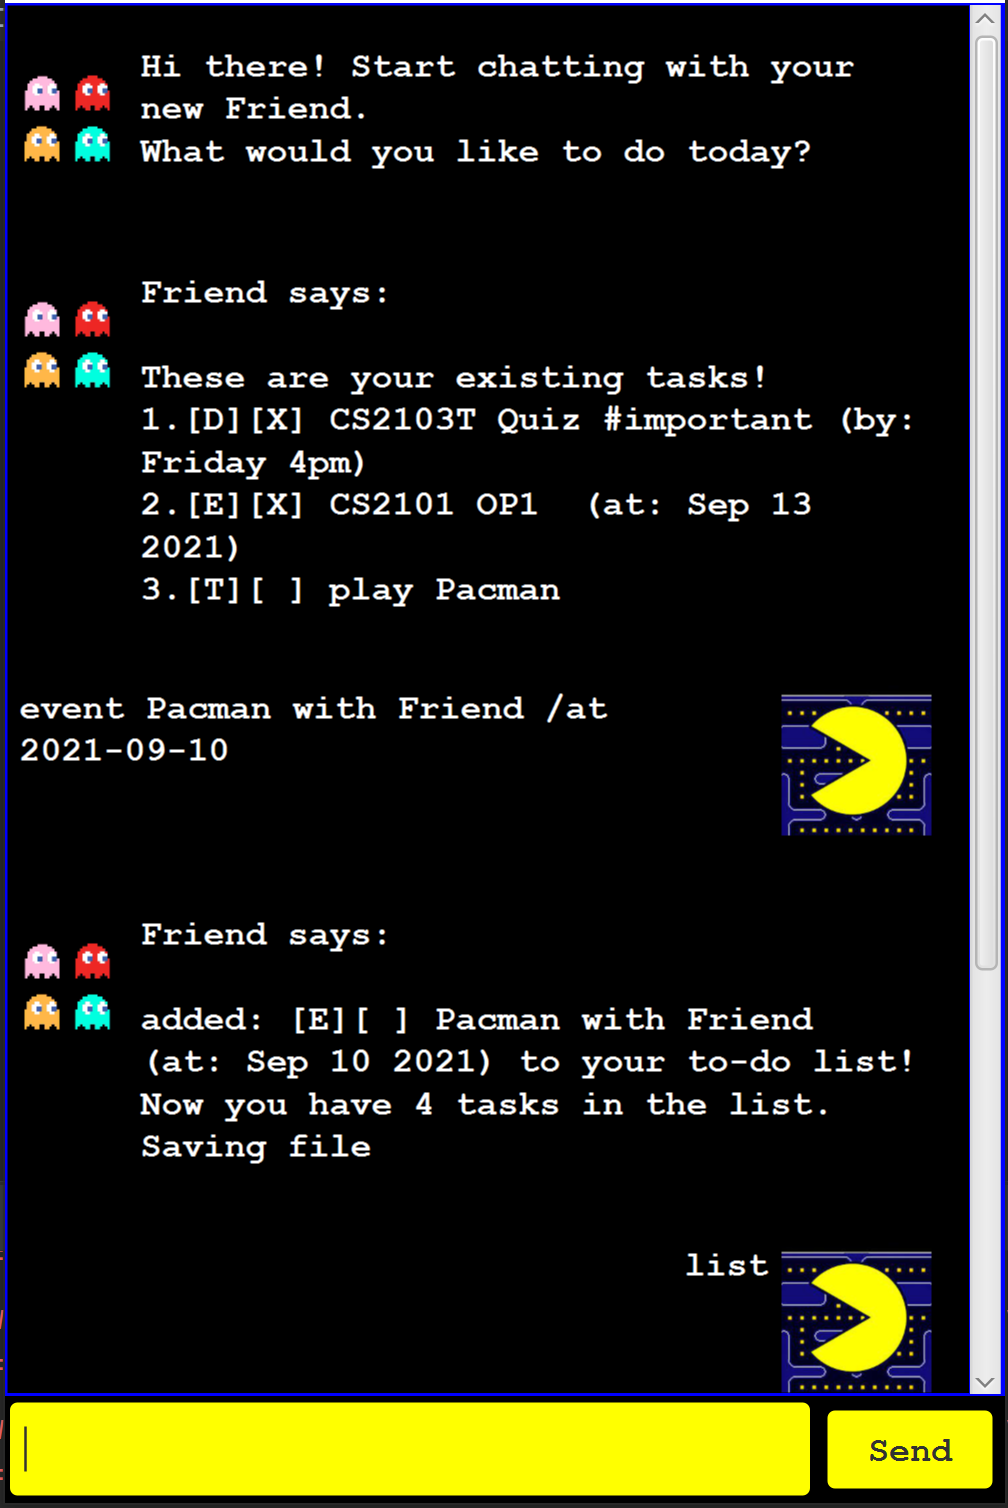 Hi there! Start chatting with your
new Friend.
What would you like to do today?
Friend says:
These are your existing tasks!
1.[D][X] CS2103T Quiz #important (by:
Friday 4pm)
2.[E][X] CS2101 OP1  (at: Sep 13
2021)
3.[T][ ] play Pacman
event Pacman with Friend /at
2021-09-10
Friend says:
added: [E][ ] Pacman with Friend
(at: Sep 10 2021) to your to-do list!
Now you have 4 tasks in the list.
Saving file
list
Send